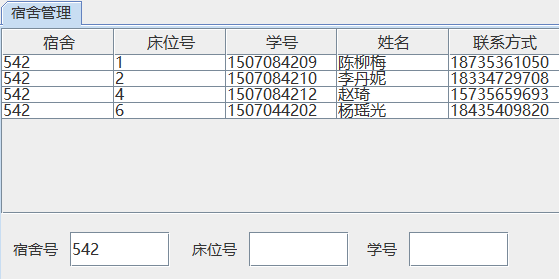 宿舍管理
宿舍 床位号 学号 姓名 联系方式
542 1 1507084209 陈柳梅 18735361050
542 2 1507084210 李丹妮 18334729708
542 4 1507084212 赵琦 15735659693
542 6 1507044202 杨瑶光 18435409820
宿舍号 542 床位号 学号